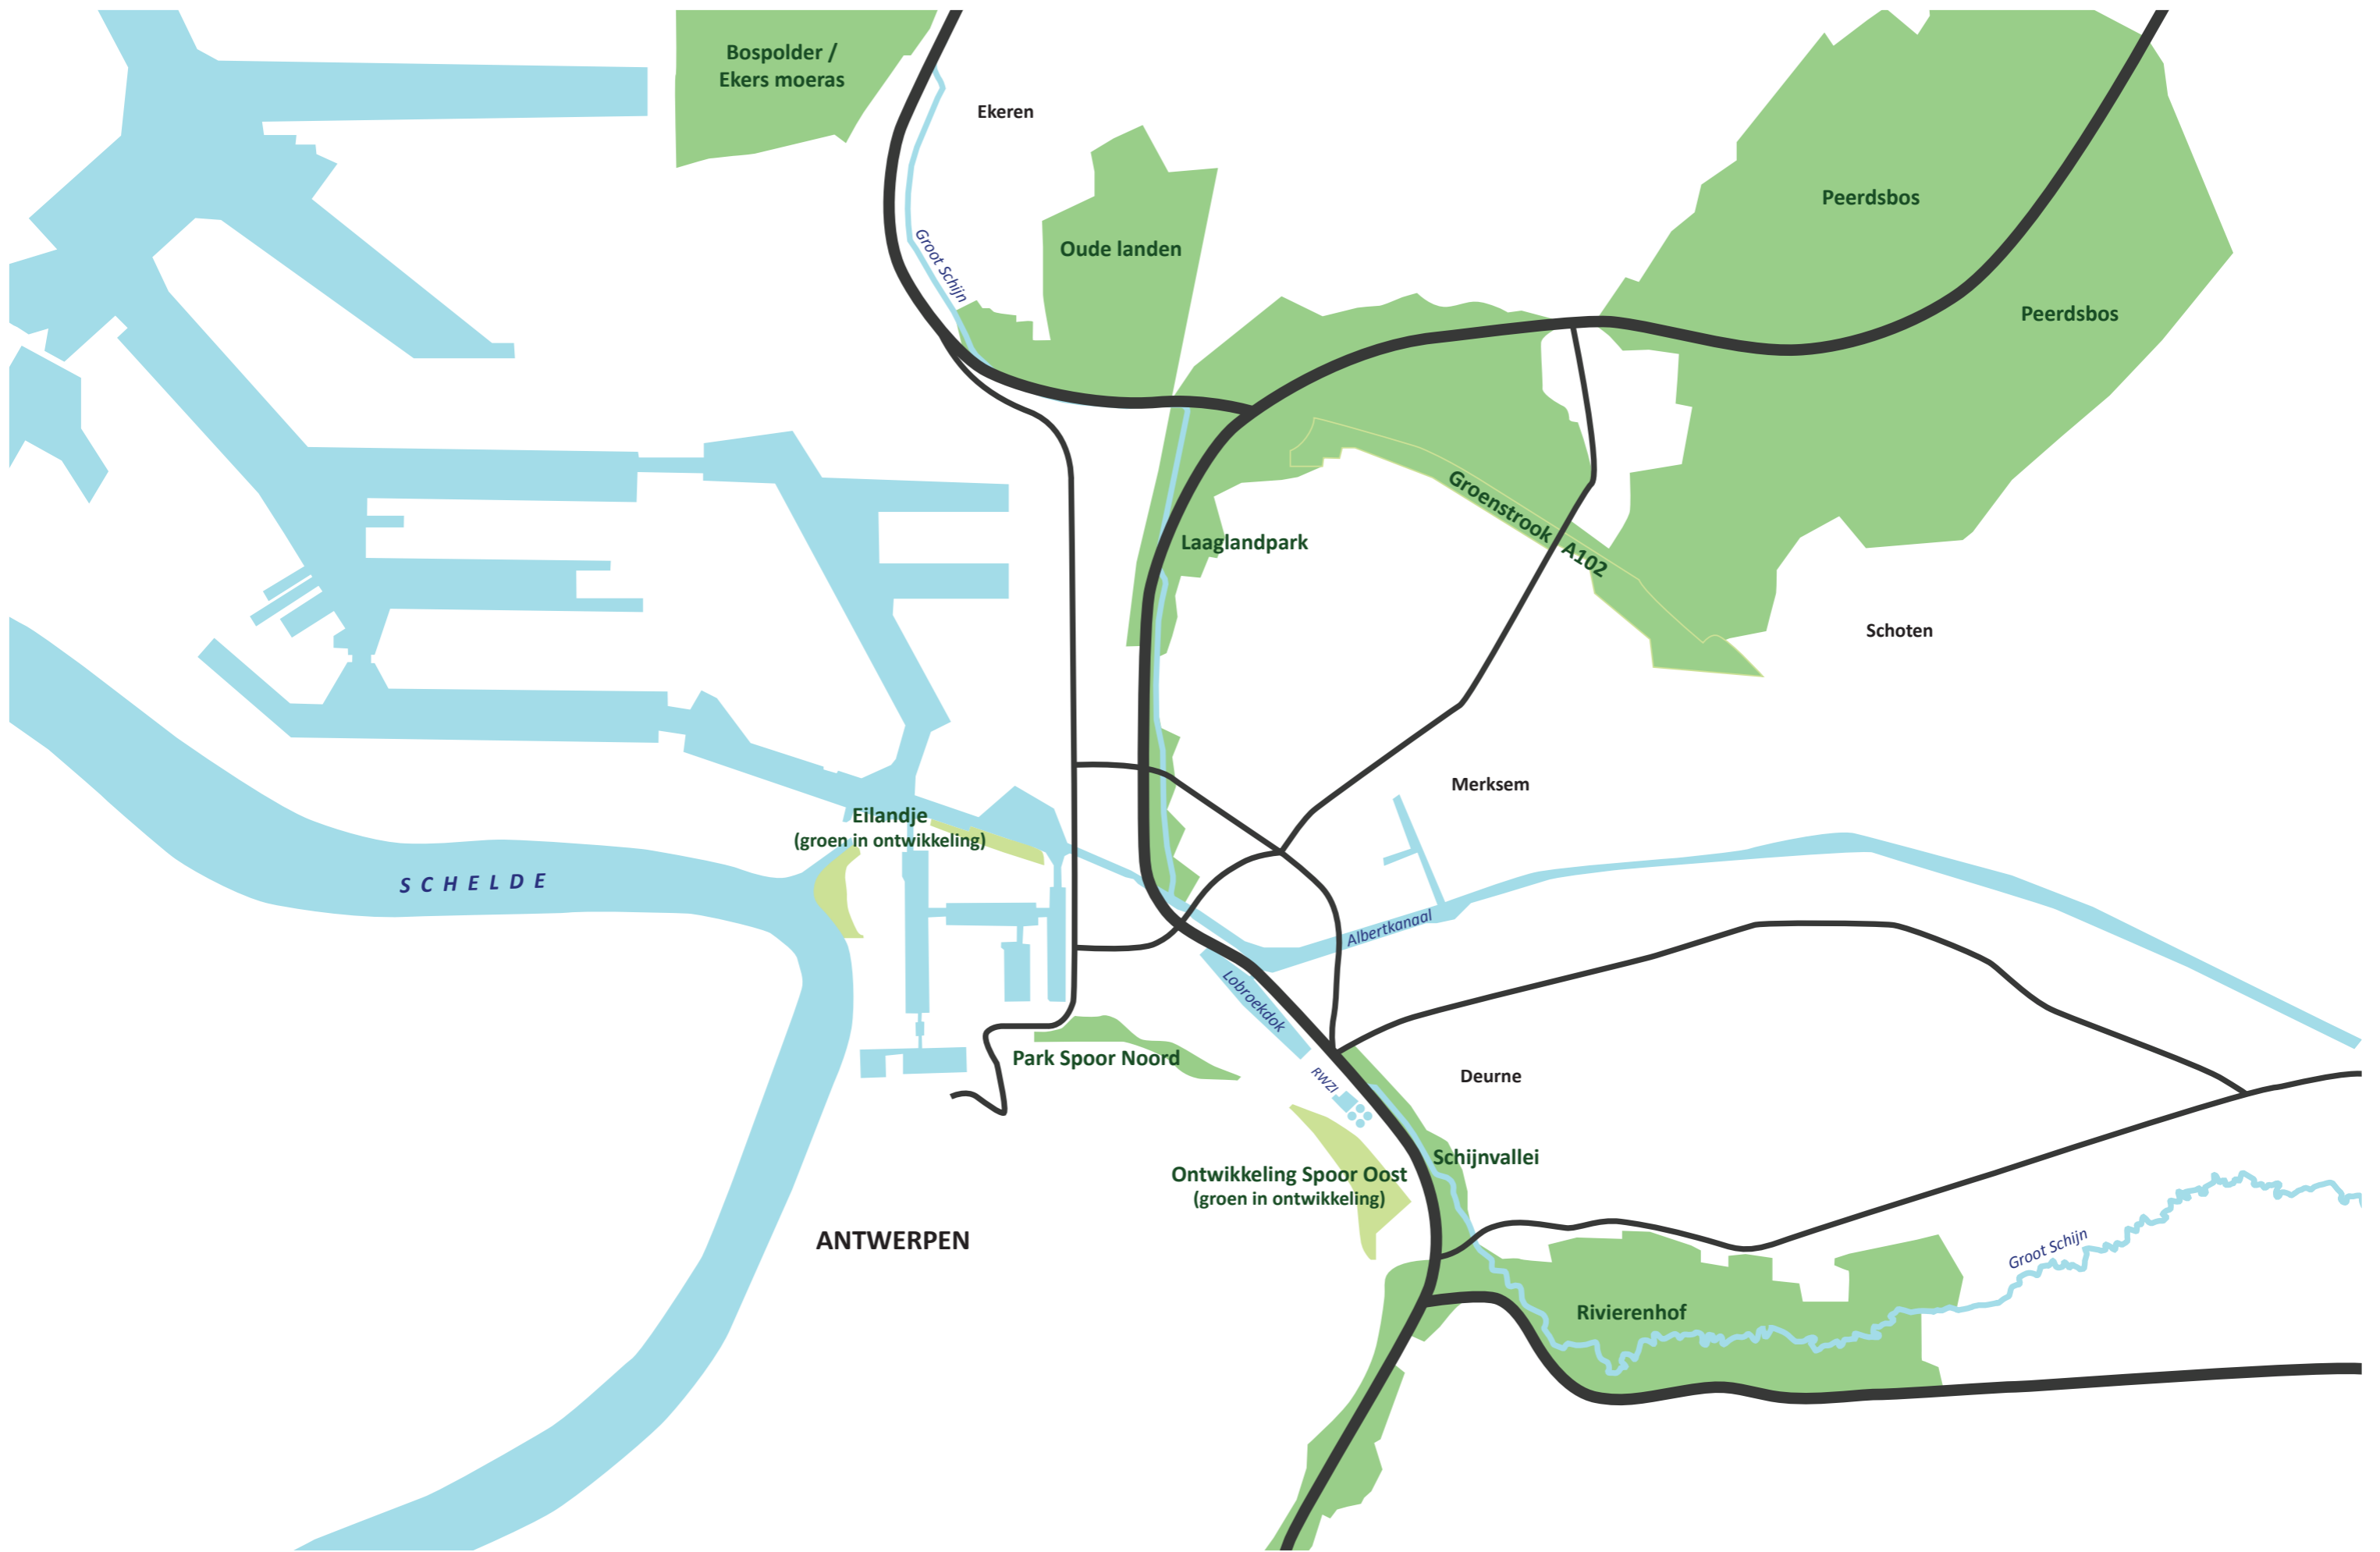 Bospolder /
Ekers moeras
Ekeren
Peerdsbos
Groot Schijn
Oude landen
Peerdsbos
Groenstrook A102
Laaglandpark
Schoten
Merksem
Eilandje
(groen in ontwikkeling)
SCHELDE
Albertkanaal
Lobroekdok
Park Spoor Noord
RWZI
Deurne
Schijnvallei
Ontwikkeling Spoor Oost
(groen in ontwikkeling)
ANTWERPEN
Groot Schijn
Rivierenhof